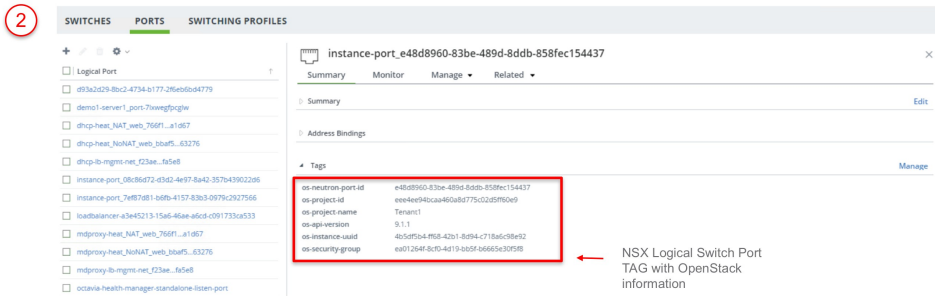 2
SWITCHES PORTS SWITCHING PROFILES
Logical Port
d93a2d29-8bc2-4734-b177-2f6eb6bd4779
demo1-server1_port-7ixwegfpcglw
dhcp-heat_NAT_web_766f1...a1d67
dhcp-heat_NoNAT_web_bbaf5...63276
dhcp-lb-mgmt-net_f23ae...fa5e8
instance-port_08c86d72-d3d2-4e97-8a42-357b439022d6
instance-port_7ef87d81-b6fb-4157-83b3-0979c2927566
loadbalancer-a3e45213-15a6-46ae-a6cd-c091733ca533
mdproxy-heat_NAT_web_766f1...a1d67
mdproxy-heat_NoNAT_web_bbaf5...63276
mdproxy-lb-mgmt-net_f23ae...fa5e8
octavia-health-manager-standalone-listen-port
instance-port_e48d8960-83be-489d-8ddb-858fec154437
Summary Monitor Manage Related
Summary Edit
Address Bindings
Tags Manage
os-neutron-port-id e48d8960-83be-489d-8ddb-858fec154437
os-project-id eee4ee94bcaa460a8d775c02d5ff60e9
os-project-name Tenant1
os-api-version 9.1.1
os-instance-uuid 4b5df5b4-ff68-42b1-8d94-c718a6c98e92
os-security-group ea01264f-8cf0-4d19-bb5f-b6665e30f5f8
NSX Logical Switch Port
TAG with OpenStack
information